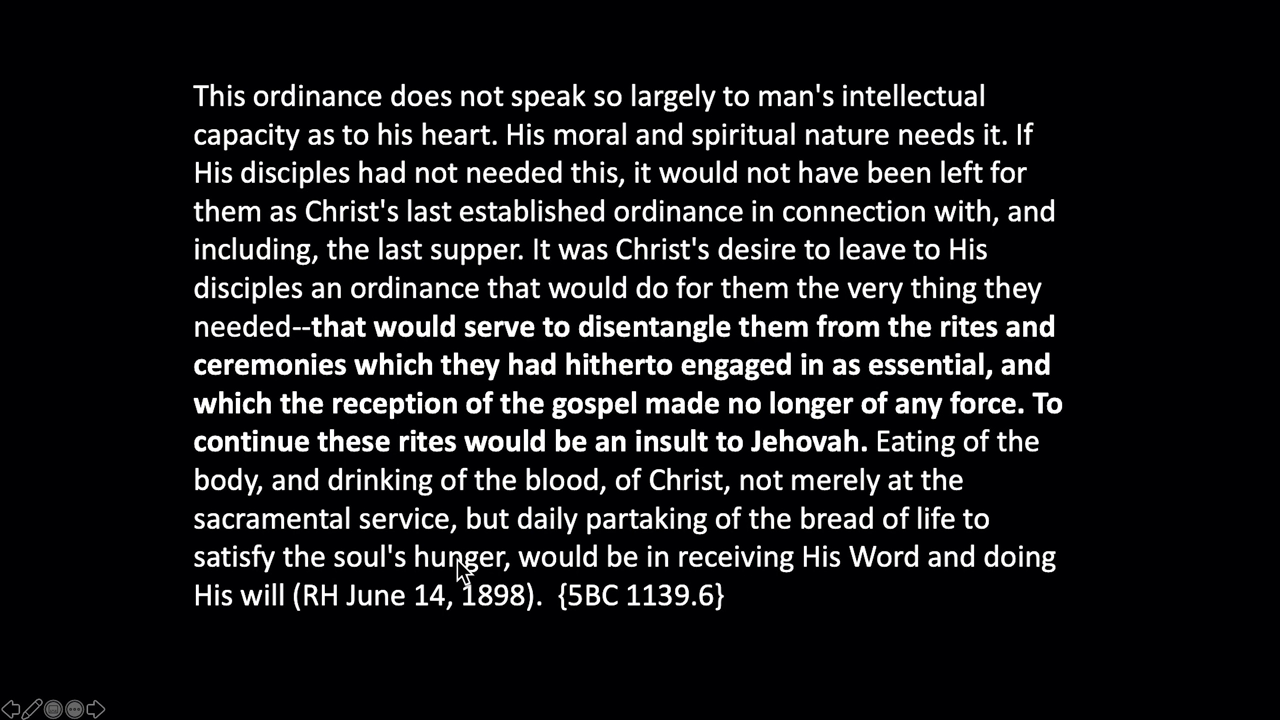 This ordinance does not speak so largely to man's intellectual
capacity as to his heart. His moral and spiritual nature needs it. If
His disciples had not needed this, it would not have been left for
them as Christ's last established ordinance in connection with, and
including, the last supper. It was Christ's desire to leave to His
disciples an ordinance that would do for them the very thing they
needed--that would serve to disentangle them from the rites and
ceremonies which they had hitherto engaged in as essential, and
which the reception of the gospel made no longer of any force. To
continue these rites would be an insult to Jehovah. Eating of the
body, and drinking of the blood, of Christ, not merely at the
sacramental service, but daily partaking of the bread of life to
satisfy the soul's hunger, would be in receiving His Word and doing
His will (RH June 14, 1898).  {5BC 1139.6}